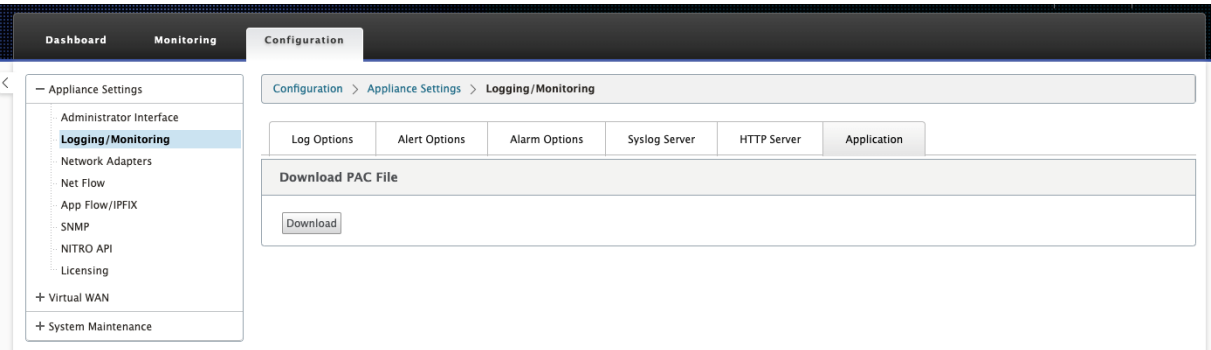 Dashboard Monitoring Configuration
− Appliance Settings
Administrator Interface
Logging/Monitoring
Network Adapters
Net Flow
App Flow/IPFIX
SNMP
NITRO API
Licensing
+ Virtual WAN
+ System Maintenance
Configuration > Appliance Settings > Logging/Monitoring
Log Options Alert Options Alarm Options Syslog Server HTTP Server Application
Download PAC File
Download